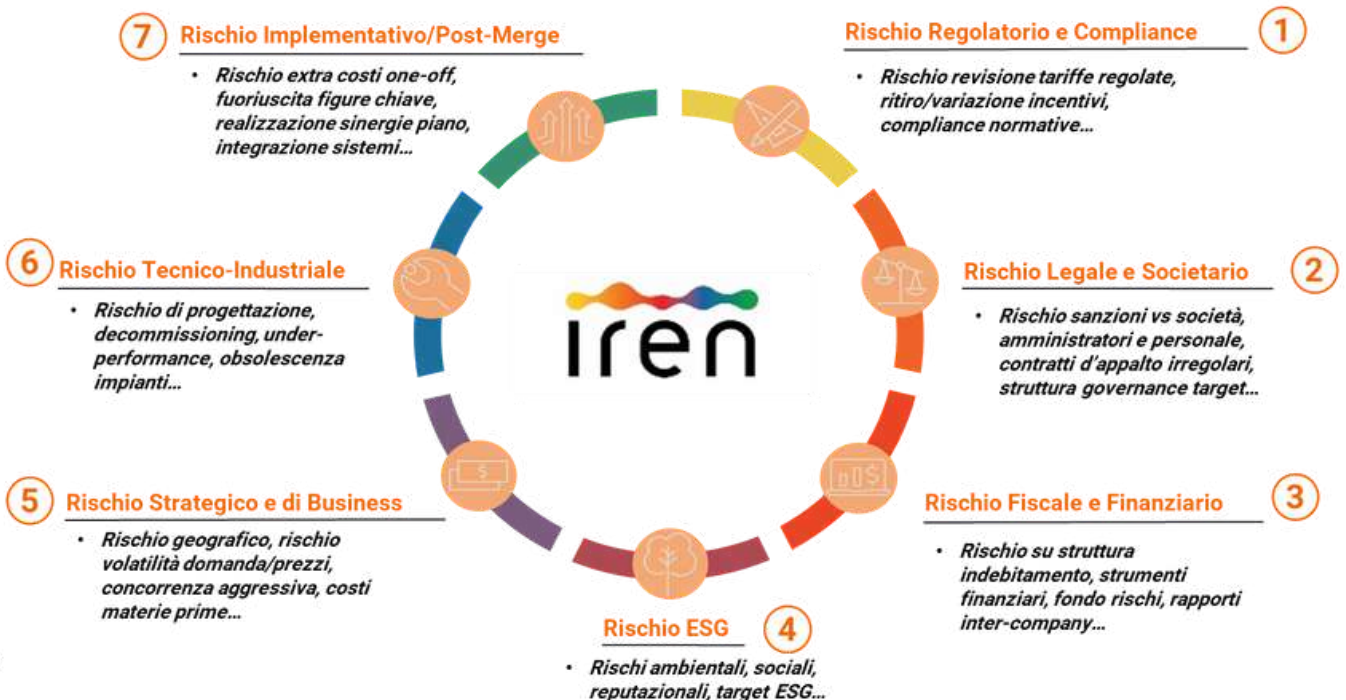 1
Rischio Regolatorio e Compliance
• Rischio revisione tariffe regolate,
ritiro/variazione incentivi,
compliance normative...
2
Rischio Legale e Societario
• Rischio sanzioni vs società,
amministratori e personale,
contratti d'appalto irregolari,
struttura governance target...
3
Rischio Fiscale e Finanziario
• Rischio su struttura
indebitamento, strumenti
finanziari, fondo rischi, rapporti
inter-company...
4
Rischio ESG
• Rischi ambientali, sociali,
reputazionali, target ESG...
5
Rischio Strategico e di Business
• Rischio geografico, rischio
volatilità domanda/prezzi,
concorrenza aggressiva, costi
materie prime...
6
Rischio Tecnico-Industriale
• Rischio di progettazione,
decommissioning, under-
performance, obsolescenza
impianti...
7
Rischio Implementativo/Post-Merge
• Rischio extra costi one-off,
fuoriuscita figure chiave,
realizzazione sinergie piano,
integrazione sistemi...
iren
$
$